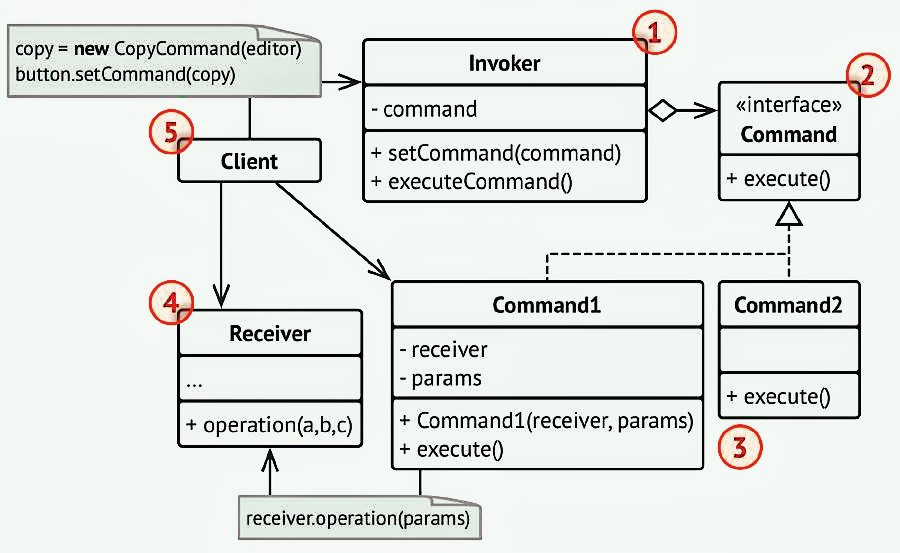 copy = new CopyCommand(editor)
button.setCommand(copy)
1
Invoker
- command
+ setCommand(command)
+ executeCommand()
2
«interface»
Command
+ execute()
5
Client
4
Receiver
...
+ operation(a,b,c)
Command1
- receiver
- params
+ Command1(receiver, params)
+ execute()
Command2
+ execute()
3
receiver.operation(params)